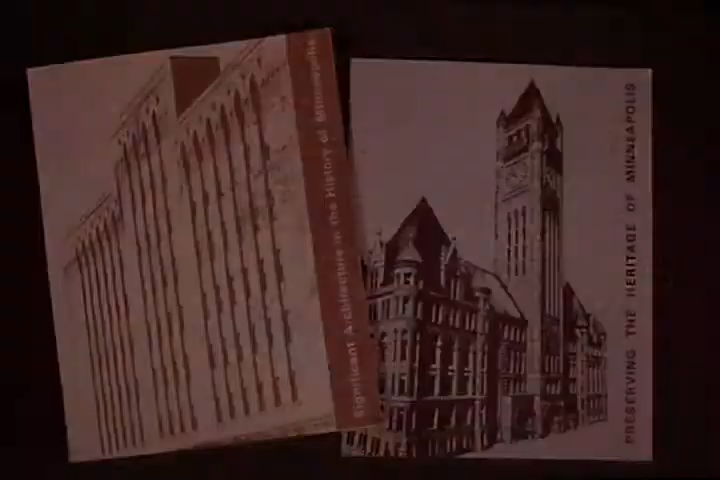 Significant Architecture in the History of Minneapolis
PRESERVING THE HERITAGE OF MINNEAPOLIS